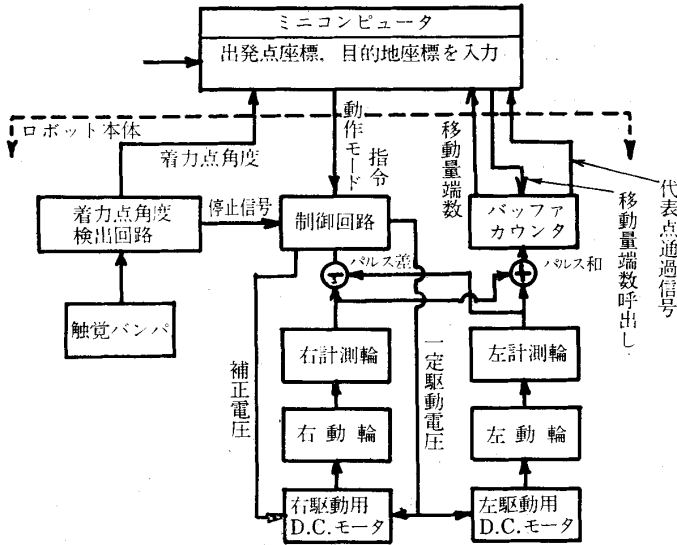 ミニコンピュータ
出発点座標,目的地座標を入力
ロボット本体
着力点角度
動作モード
指令
移動量端数
代表点通過信号
移動量端数呼出し
着力点角度
検出回路
停止信号
制御回路
バッファ
カウンタ
パルス差
パルス和
触覚バンパ
右計測輪
左計測輪
補正電圧
一定駆動電圧
右動輪
左動輪
右駆動用
D.C.モータ
左駆動用
D.C.モータ